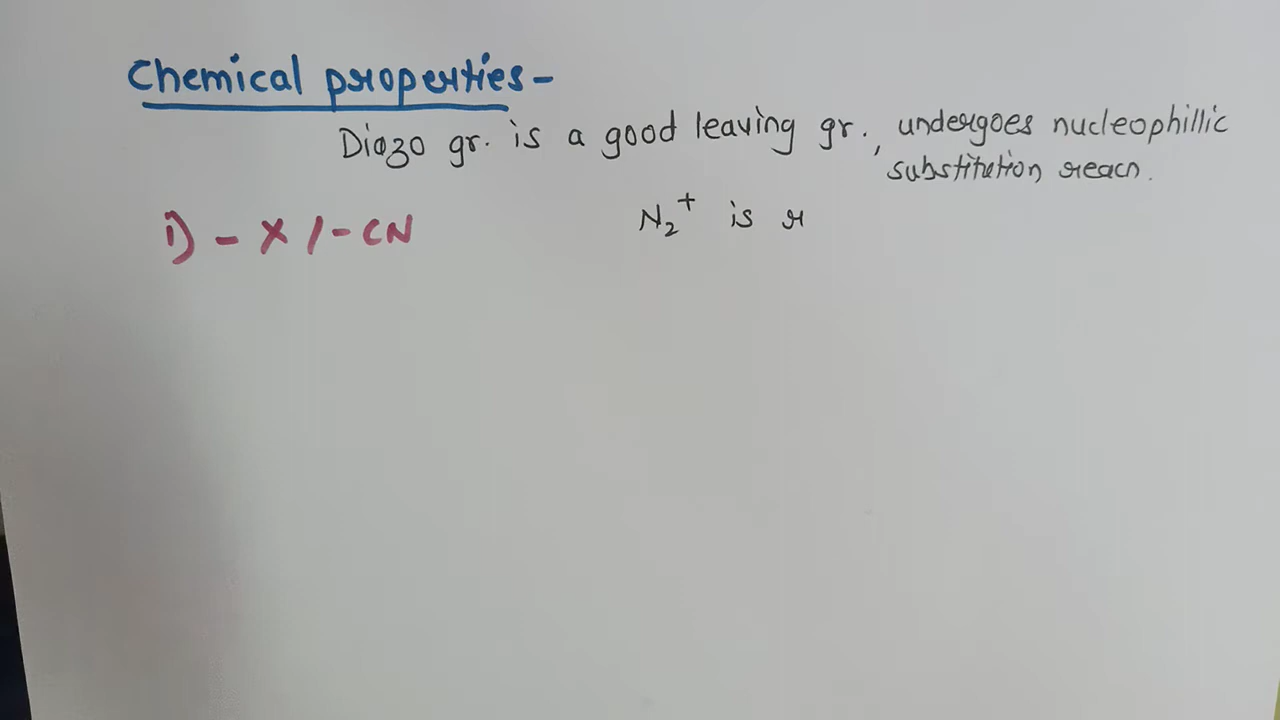 Chemical properties-
Diazo gr. is a good leaving gr., undergoes nucleophillic
substitution reacn.
1) - X / - CN
N₂⁺ is r